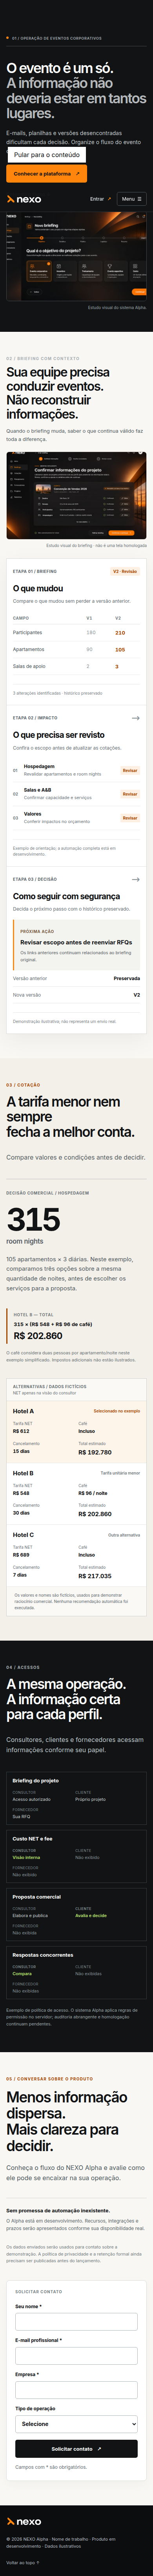 01 / OPERAÇÃO DE EVENTOS CORPORATIVOS
O evento é um só.
A informação não
deveria estar em tantos
lugares.
E-mails, planilhas e versões desencontradas
dificultam cada decisão. Organize o fluxo do evento
Pular para o conteúdo
Conhecer a plataforma ↗
nexo
Entrar ↗
Menu ☰
Novo briefing
Qual é o objetivo do projeto?
Estudo visual do sistema Alpha.
02 / BRIEFING COM CONTEXTO
Sua equipe precisa
conduzir eventos.
Não reconstruir
informações.
Quando o briefing muda, saber o que continua válido faz
toda a diferença.
Confirmar informações do projeto
Estudo visual do briefing · não é uma tela homologada
ETAPA 01 / BRIEFING
V2 · Revisão
O que mudou
Compare o que mudou sem perder a versão anterior.
CAMPO V1 V2
Participantes 180 210
Apartamentos 90 105
Salas de apoio 2 3
3 alterações identificadas · histórico preservado
ETAPA 02 / IMPACTO
O que precisa ser revisto
Confira o escopo antes de atualizar as cotações.
01 Hospedagem
Revalidar apartamentos e room nights
Revisar
02 Salas e A&B
Confirmar capacidade e serviços
Revisar
03 Valores
Conferir impactos no orçamento
Revisar
Exemplo de orientação; a automação completa está em
desenvolvimento.
ETAPA 03 / DECISÃO
Como seguir com segurança
Decida o próximo passo com o histórico preservado.
PRÓXIMA AÇÃO
Revisar escopo antes de reenviar RFQs
Os links anteriores continuam relacionados ao briefing
original.
Versão anterior Preservada
Nova versão V2
Demonstração ilustrativa, não representa um envio real.
03 / COTAÇÃO
A tarifa menor nem
sempre
fecha a melhor conta.
Compare valores e condições antes de decidir.
DECISÃO COMERCIAL / HOSPEDAGEM
315
room nights
105 apartamentos × 3 diárias. Neste exemplo,
comparamos três opções sobre a mesma
quantidade de noites, antes de escolher os
serviços para a proposta.
HOTEL B — TOTAL
315 × (R$ 548 + R$ 96 de café)
R$ 202.860
O café considera duas pessoas por apartamento/noite neste
exemplo simplificado. Impostos adicionais não estão ilustrados.
ALTERNATIVAS / DADOS FICTÍCIOS
NET apenas na visão do consultor
Hotel A
Selecionado no exemplo
Tarifa NET Café
R$ 612 Incluso
Cancelamento Total estimado
15 dias R$ 192.780
Hotel B
Tarifa unitária menor
Tarifa NET Café
R$ 548 R$ 96 / noite
Cancelamento Total estimado
30 dias R$ 202.860
Hotel C
Outra alternativa
Tarifa NET Café
R$ 689 Incluso
Cancelamento Total estimado
7 dias R$ 217.035
Os valores e nomes são fictícios, usados para demonstrar
raciocínio comercial. Nenhuma recomendação automática foi
executada.
04 / ACESSOS
A mesma operação.
A informação certa
para cada perfil.
Consultores, clientes e fornecedores acessam
informações conforme seu papel.
Briefing do projeto
CONSULTOR CLIENTE
Acesso autorizado Próprio projeto
FORNECEDOR
Sua RFQ
Custo NET e fee
CONSULTOR CLIENTE
Visão interna Não exibido
FORNECEDOR
Não exibido
Proposta comercial
CONSULTOR CLIENTE
Elabora e publica Avalia e decide
FORNECEDOR
Não exibida
Respostas concorrentes
CONSULTOR CLIENTE
Compara Não exibidas
FORNECEDOR
Não exibidas
Exemplo de política de acesso. O sistema Alpha aplica regras de
permissão no servidor; auditoria abrangente e homologação
continuam pendentes.
05 / CONVERSAR SOBRE O PRODUTO
Menos informação
dispersa.
Mais clareza para
decidir.
Conheça o fluxo do NEXO Alpha e avalie como
ele pode se encaixar na sua operação.
Sem promessa de automação inexistente.
O Alpha está em desenvolvimento. Recursos, integrações e
prazos serão apresentados conforme sua disponibilidade real.
Os dados enviados serão usados para contato sobre a
demonstração. A política de privacidade e a retenção formal ainda
precisam ser publicadas antes do lançamento.
SOLICITAR CONTATO
Seu nome *
E-mail profissional *
Empresa *
Tipo de operação
Selecione
Solicitar contato ↗
Campos com * são obrigatórios.
nexo
© 2026 NEXO Alpha · Nome de trabalho · Produto em
desenvolvimento · Dados ilustrativos
Voltar ao topo ↑